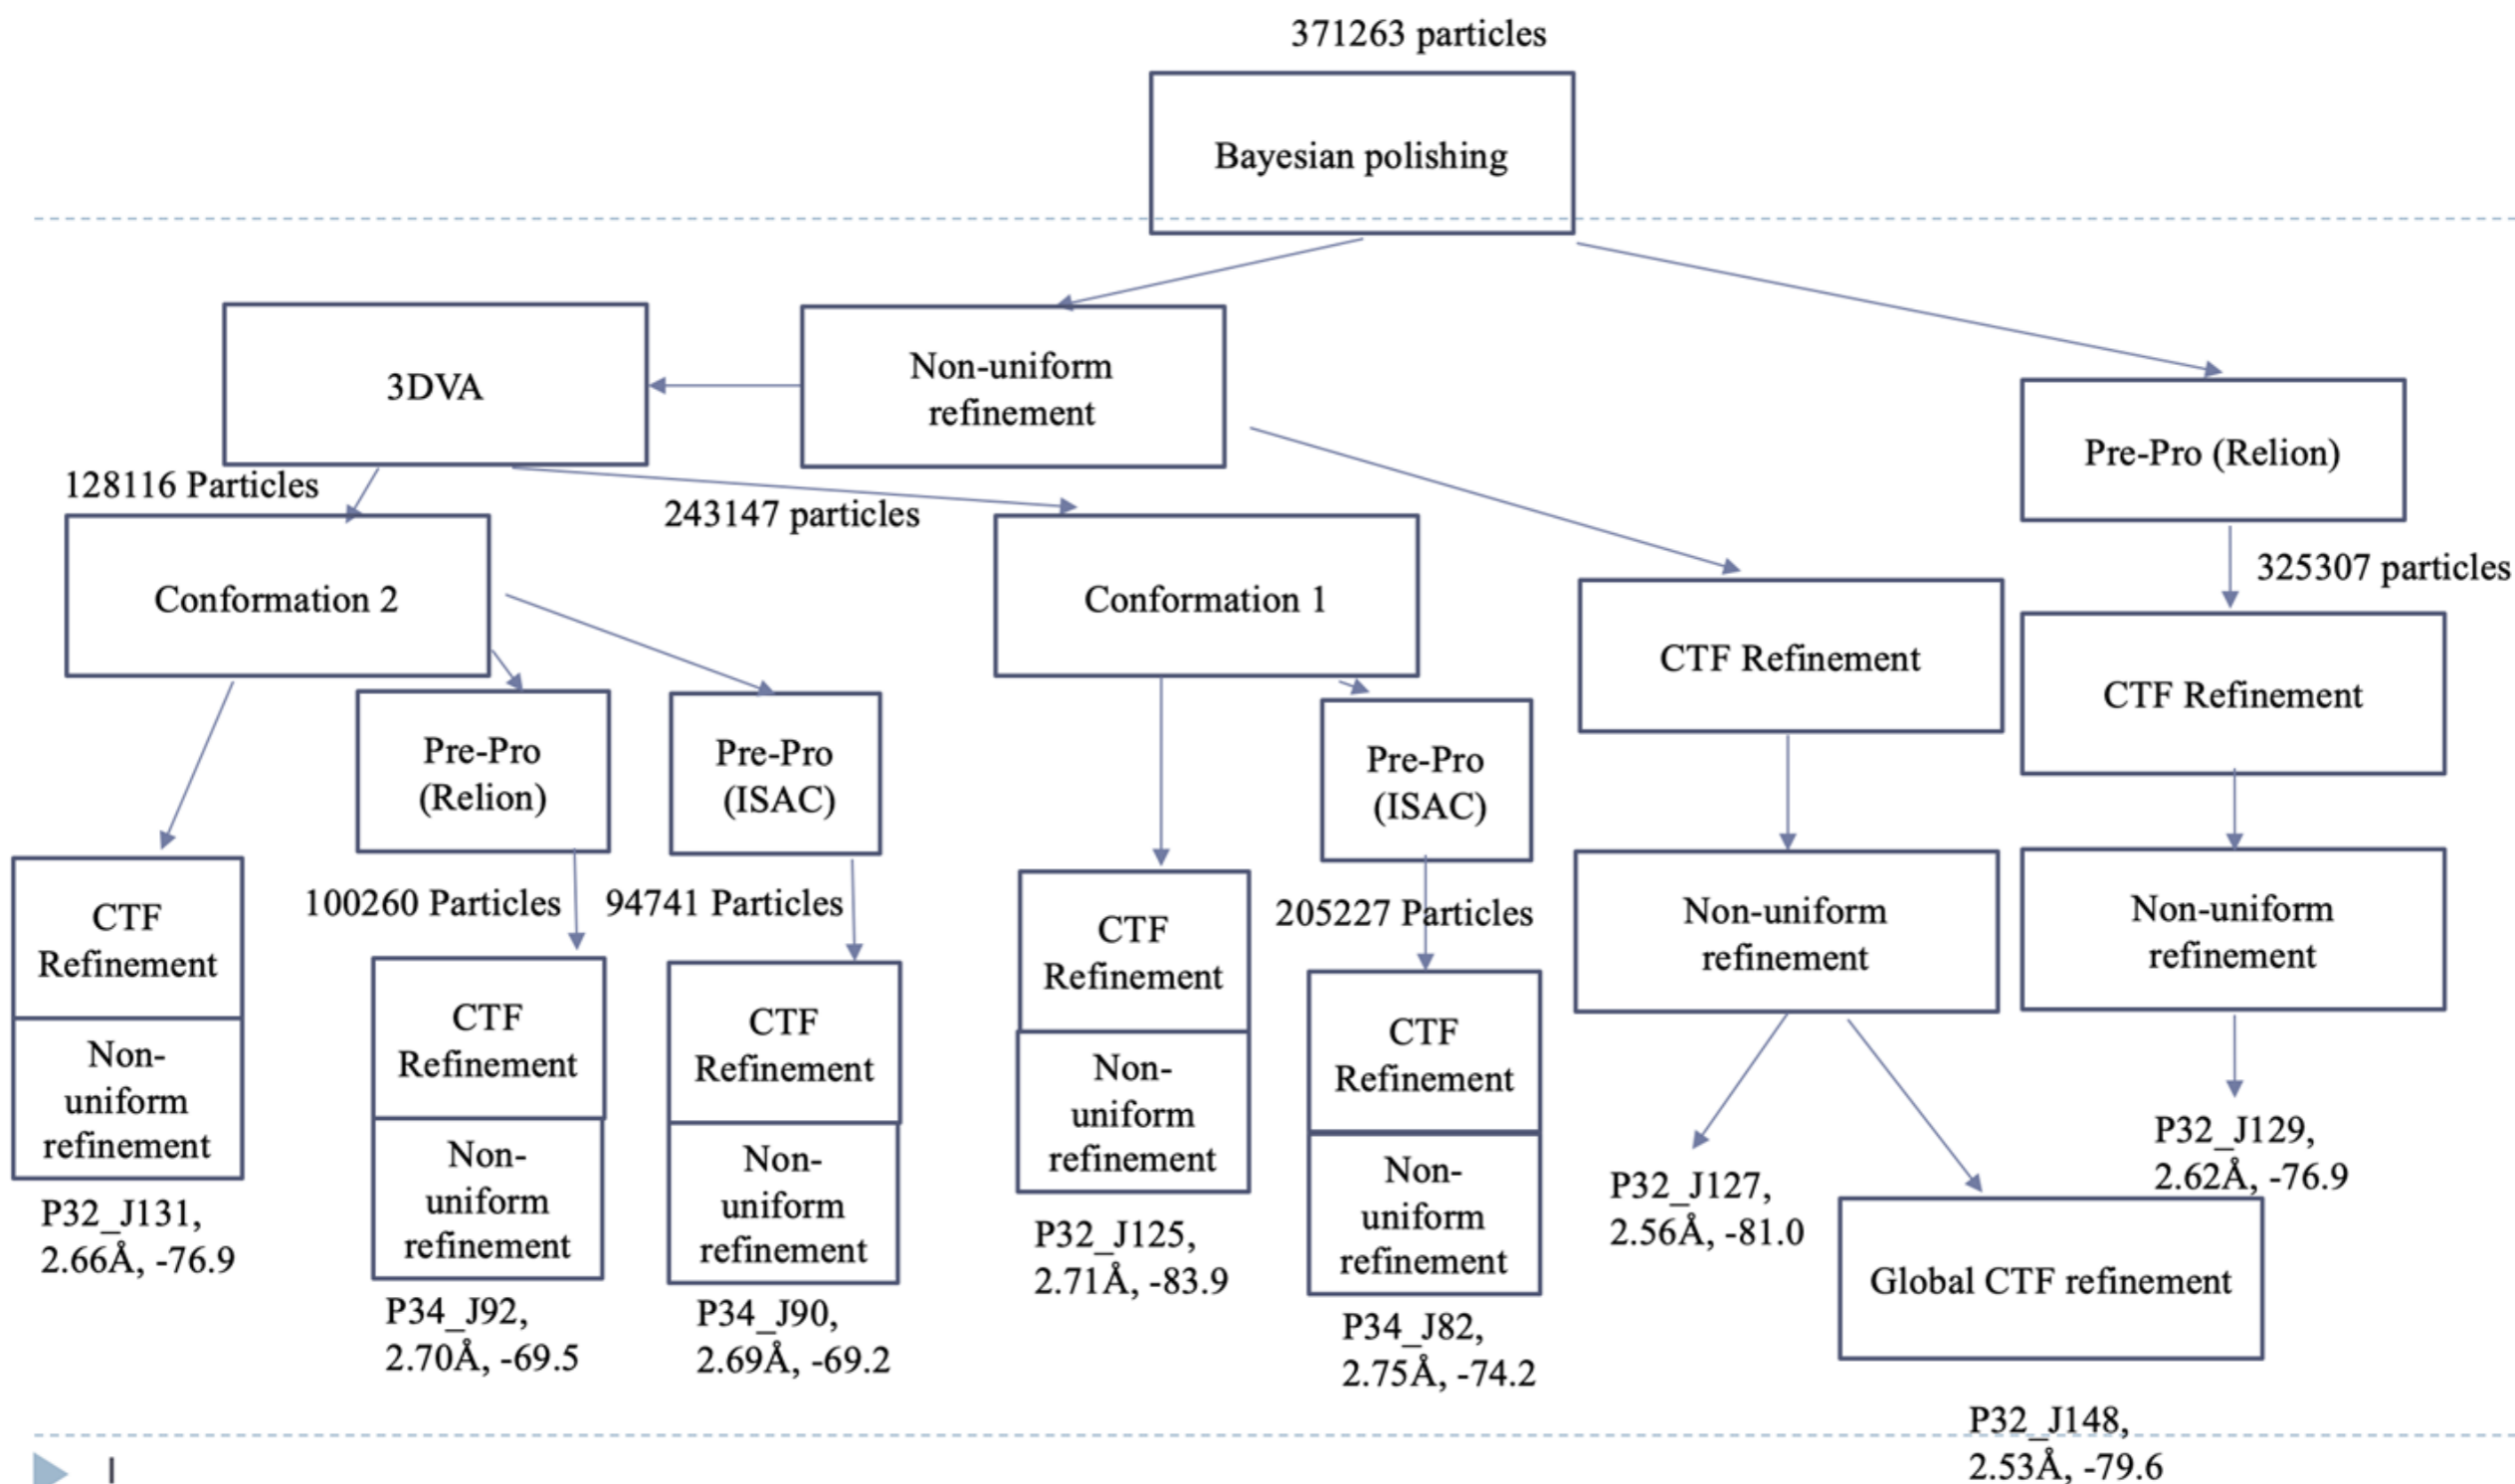 371263 particles
Bayesian polishing
3DVA
Non-uniform
refinement
Pre-Pro (Relion)
128116 Particles
243147 particles
325307 particles
Conformation 2
Conformation 1
CTF Refinement
CTF Refinement
Pre-Pro
(Relion)
Pre-Pro
(ISAC)
Pre-Pro
(ISAC)
100260 Particles
94741 Particles
205227 Particles
CTF
Refinement
Non-
uniform
refinement
P32_J131,
2.66Å, -76.9
CTF
Refinement
Non-
uniform
refinement
P34_J92,
2.70Å, -69.5
CTF
Refinement
Non-
uniform
refinement
P34_J90,
2.69Å, -69.2
CTF
Refinement
Non-
uniform
refinement
P32_J125,
2.71Å, -83.9
CTF
Refinement
Non-
uniform
refinement
P34_J82,
2.75Å, -74.2
Non-uniform
refinement
P32_J127,
2.56Å, -81.0
Non-uniform
refinement
P32_J129,
2.62Å, -76.9
Global CTF refinement
P32_J148,
2.53Å, -79.6